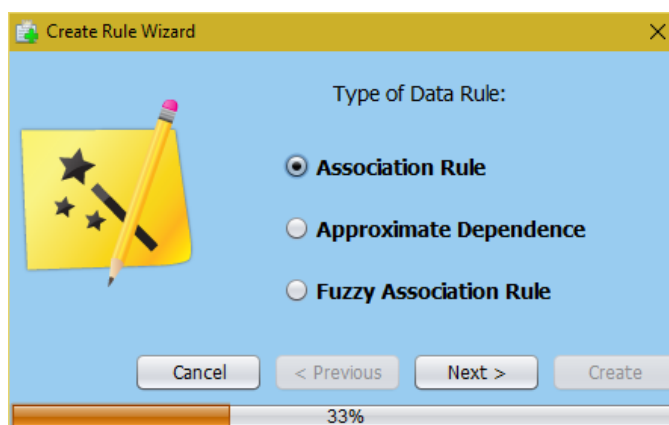 Create Rule Wizard
Type of Data Rule:
Association Rule
Approximate Dependence
Fuzzy Association Rule
Cancel < Previous Next > Create
33%